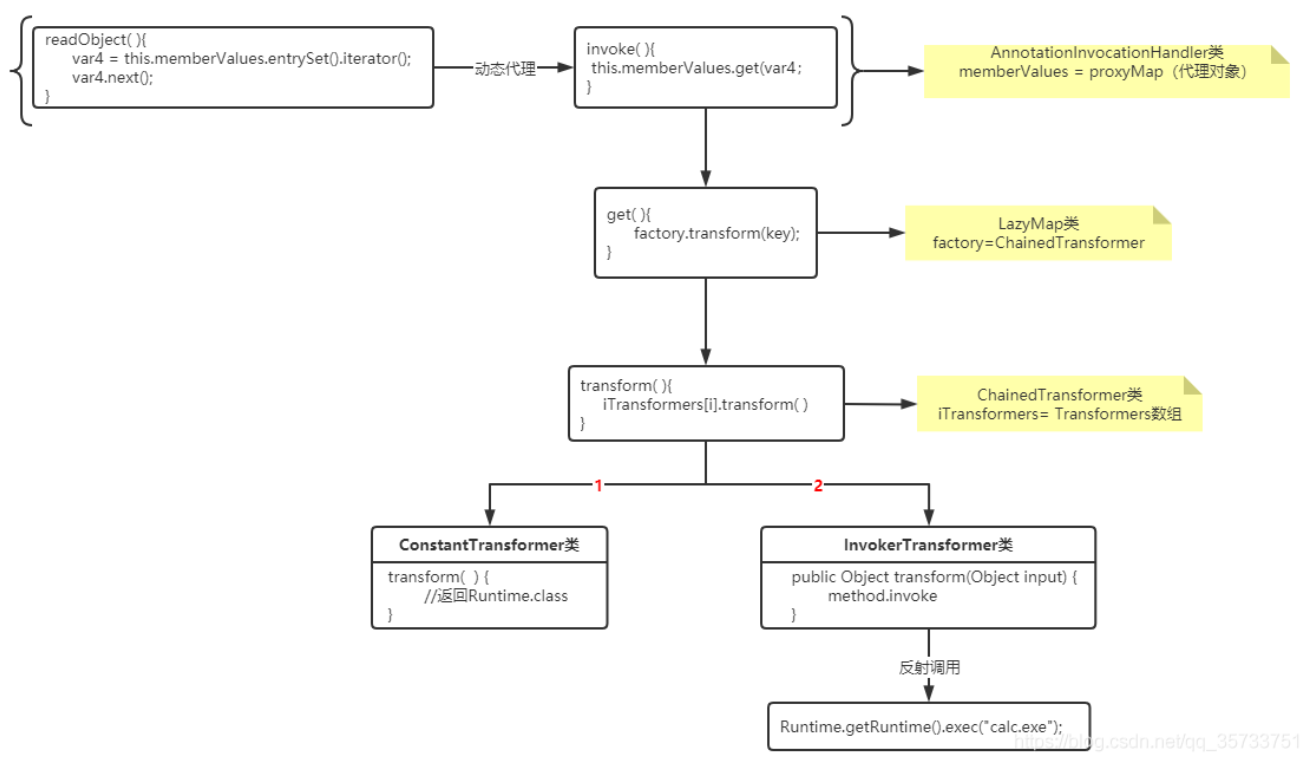 readObject( ){
var4 = this.memberValues.entrySet().iterator();
var4.next();
}
动态代理
invoke( ){
this.memberValues.get(var4;
}
AnnotationInvocationHandler类
memberValues = proxyMap（代理对象）
get( ){
factory.transform(key);
}
LazyMap类
factory=ChainedTransformer
transform( ){
iTransformers[i].transform( )
}
ChainedTransformer类
iTransformers= Transformers数组
1
2
ConstantTransformer类
transform( ) {
//返回Runtime.class
}
InvokerTransformer类
public Object transform(Object input) {
method.invoke
}
反射调用
Runtime.getRuntime().exec("calc.exe");
https://blog.csdn.net/qq_35733751